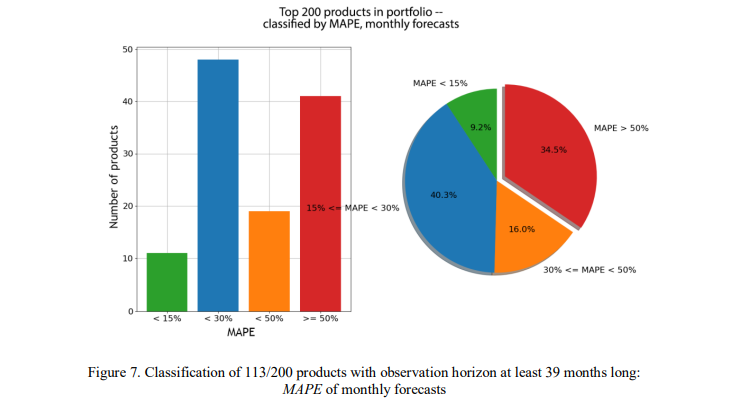 Top 200 products in portfolio --
classified by MAPE, monthly forecasts
Number of products
50
40
30
20
10
0
< 15%
< 30%
< 50%
>= 50%
MAPE
MAPE < 15%
9.2%
MAPE > 50%
34.5%
40.3%
15% <= MAPE < 30%
16.0%
30% <= MAPE < 50%
Figure 7. Classification of 113/200 products with observation horizon at least 39 months long:
MAPE of monthly forecasts